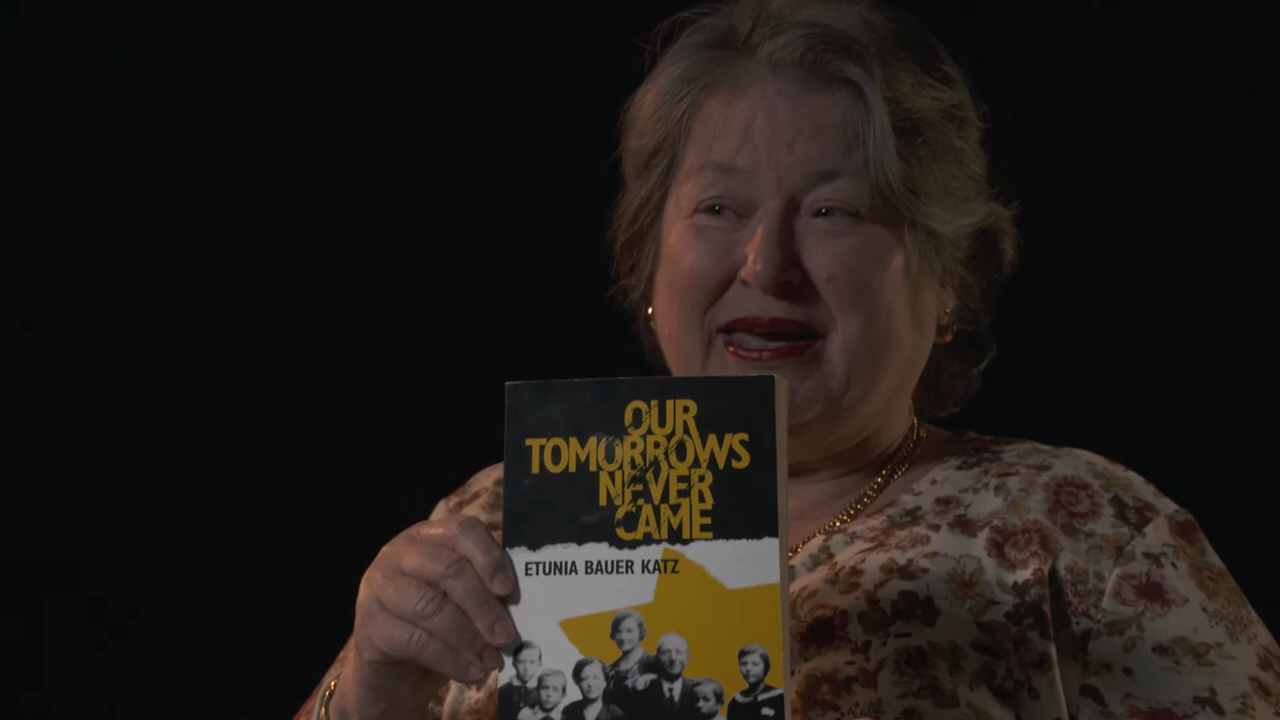 OUR
TOMORROWS
NEVER
CAME
ETUNIA BAUER KATZ